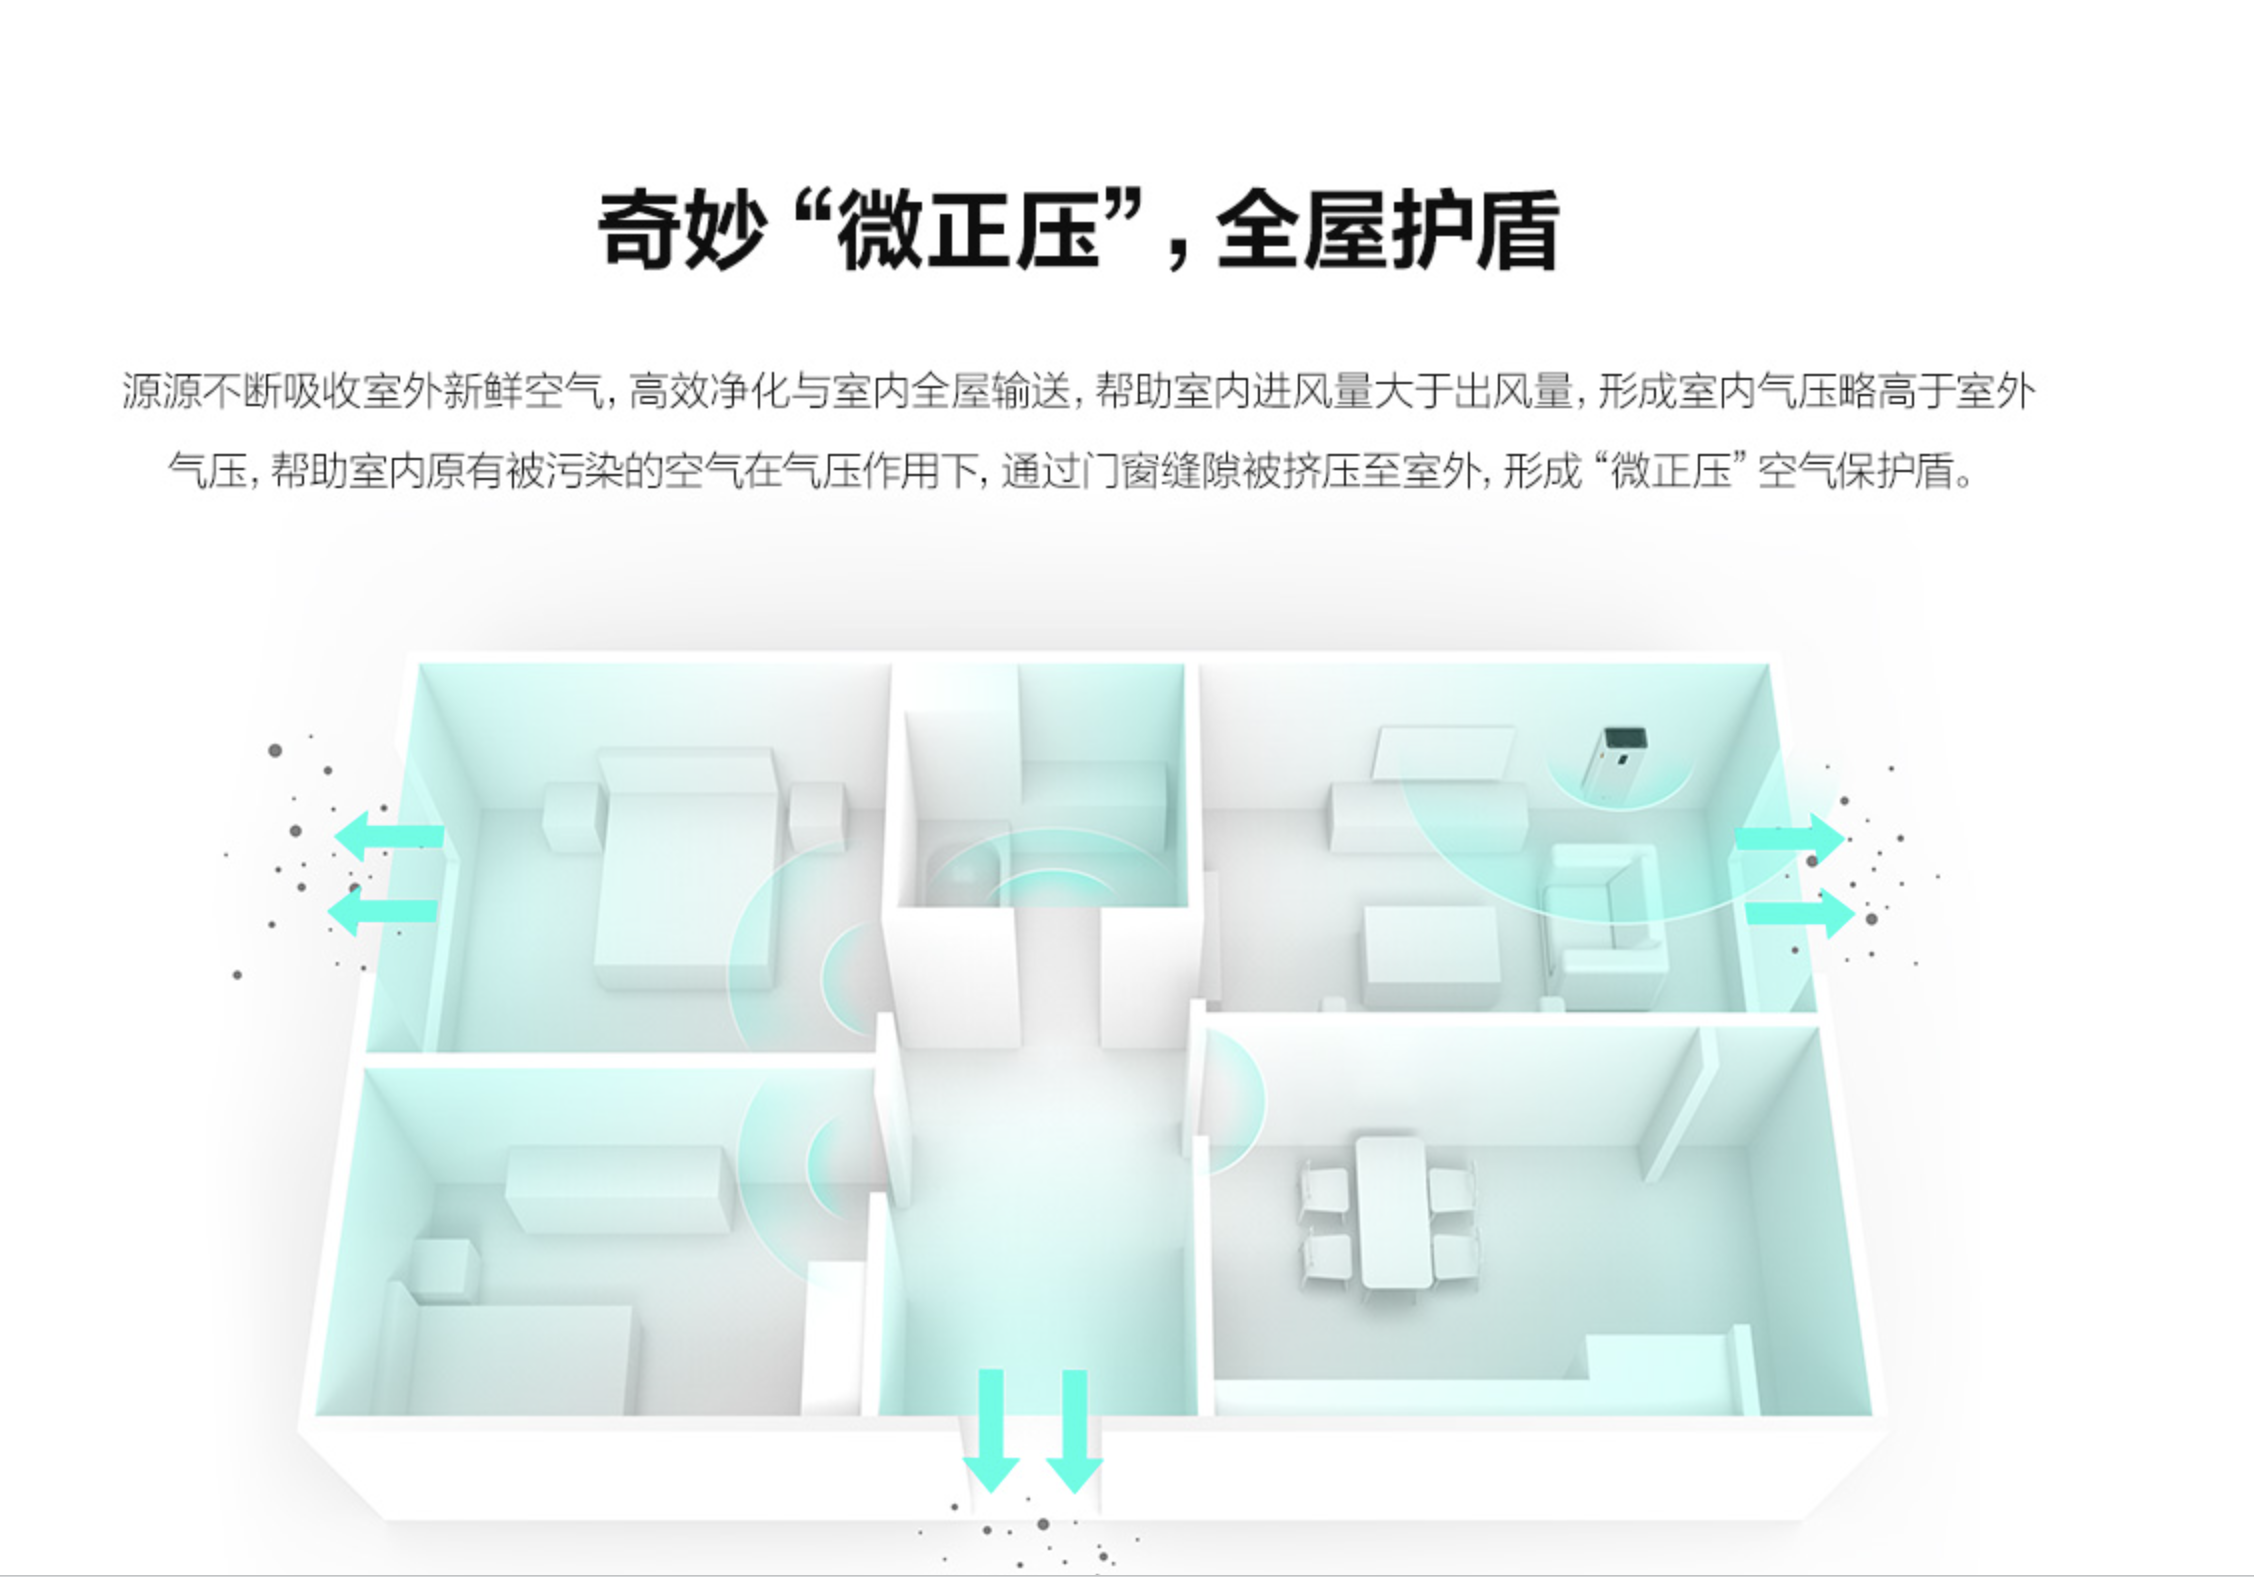 奇妙“微正压”，全屋护盾
源源不断吸收室外新鲜空气，高效净化与室内全屋输送，帮助室内进风量大于出风量，形成室内气压略高于室外
气压，帮助室内原有被污染的空气在气压作用下，通过门窗缝隙被挤压至室外，形成“微正压”空气保护盾。